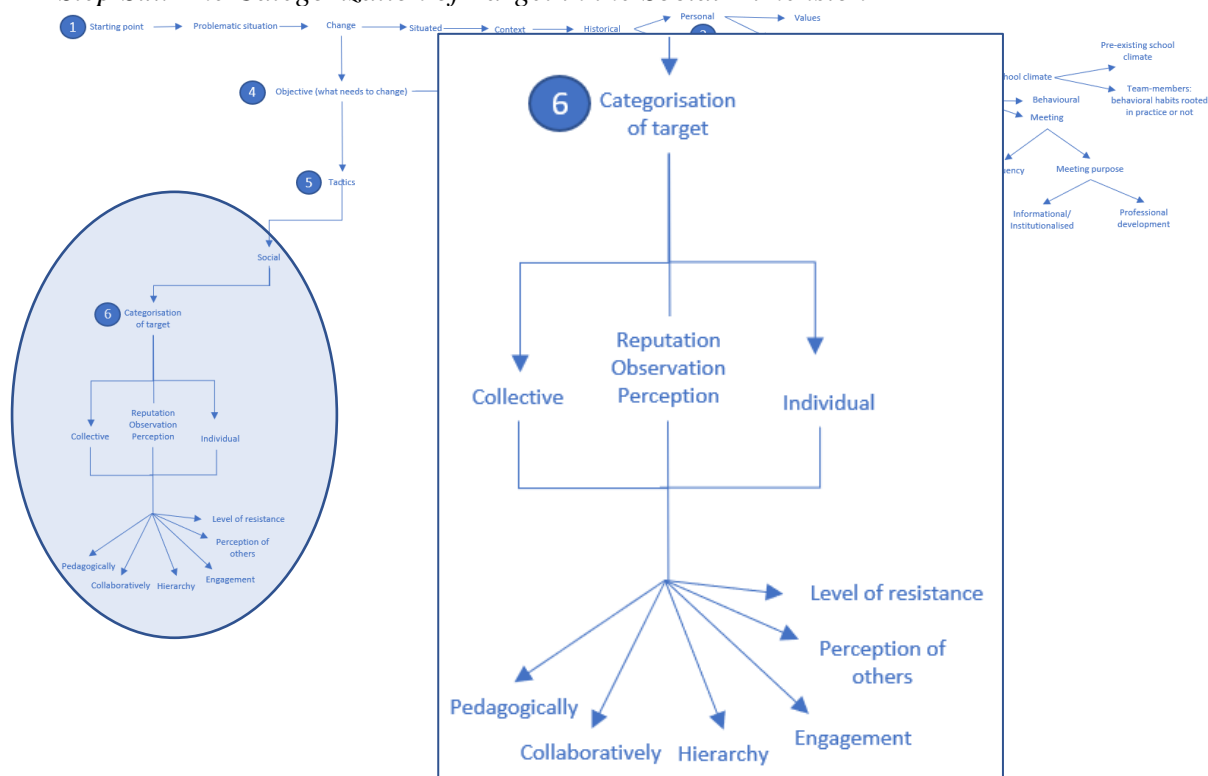 1 Starting point
Problematic situation
Change
Situated
Context
Historical
Personal
Values
4 Objective (what needs to change)
5 Tactics
Social
6 Categorisation
of target
Collective
Reputation
Observation
Perception
Individual
Level of resistance
Perception of
others
Engagement
Hierarchy
Collaboratively
Pedagogically
6 Categorisation
of target
Collective
Reputation
Observation
Perception
Individual
Level of resistance
Perception of
others
Engagement
Hierarchy
Collaboratively
Pedagogically
Pre-existing school
climate
climate
Team-members:
behavioral habits rooted
in practice or not
Behavioural
Meeting
Meeting purpose
Informational/
Institutionalised
Professional
development